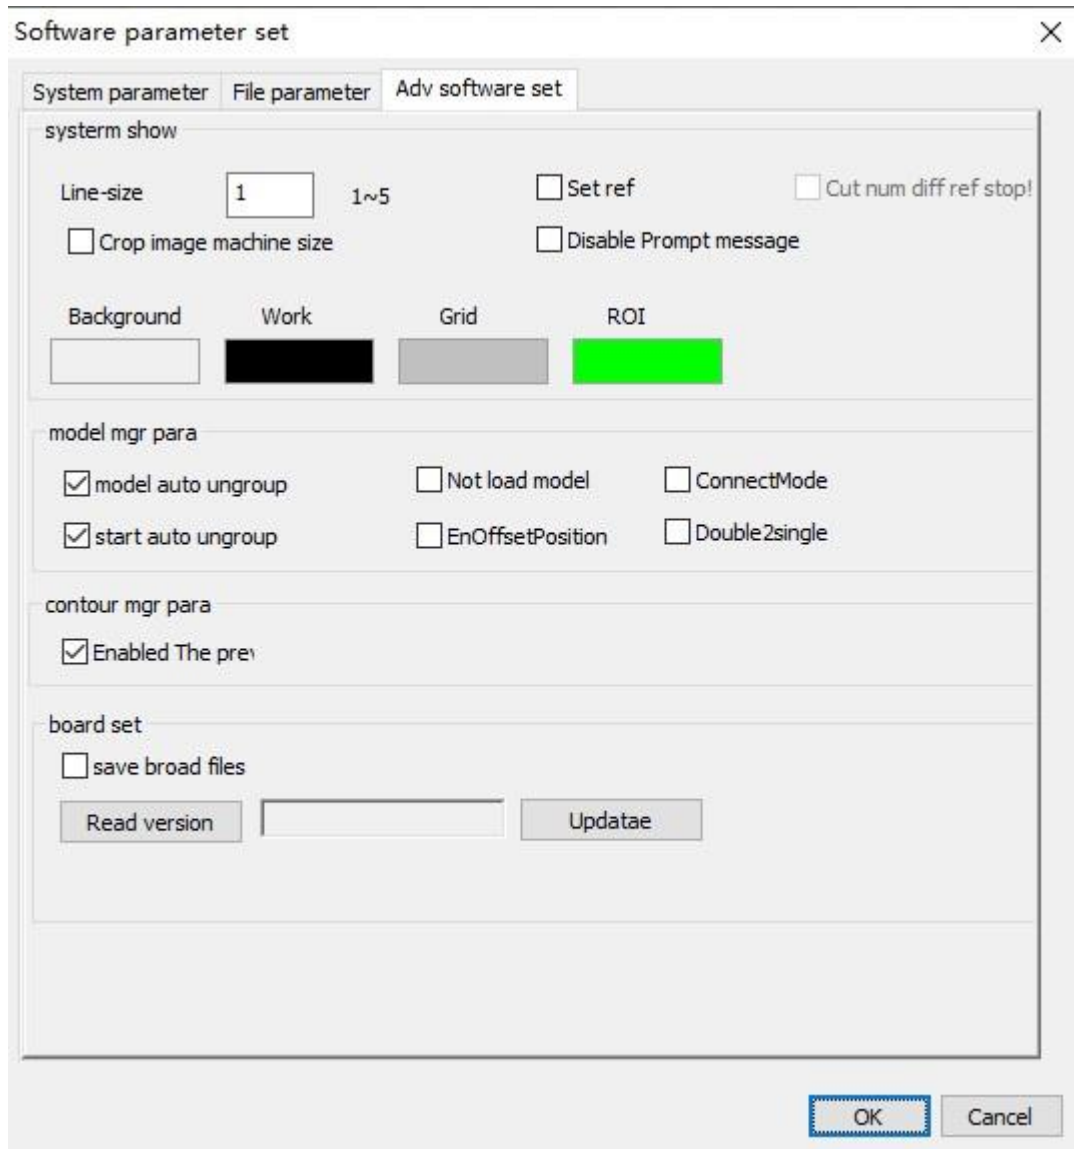 Software parameter set
System parameter File parameter Adv software set
systerm show
Line-size 1 1~5 Set ref Cut num diff ref stop!
Crop image machine size Disable Prompt message
Background Work Grid ROI
model mgr para
model auto ungroup Not load model ConnectMode
start auto ungroup EnOffsetPosition Double2single
contour mgr para
Enabled The prev
board set
save broad files
Read version Updatae
OK Cancel